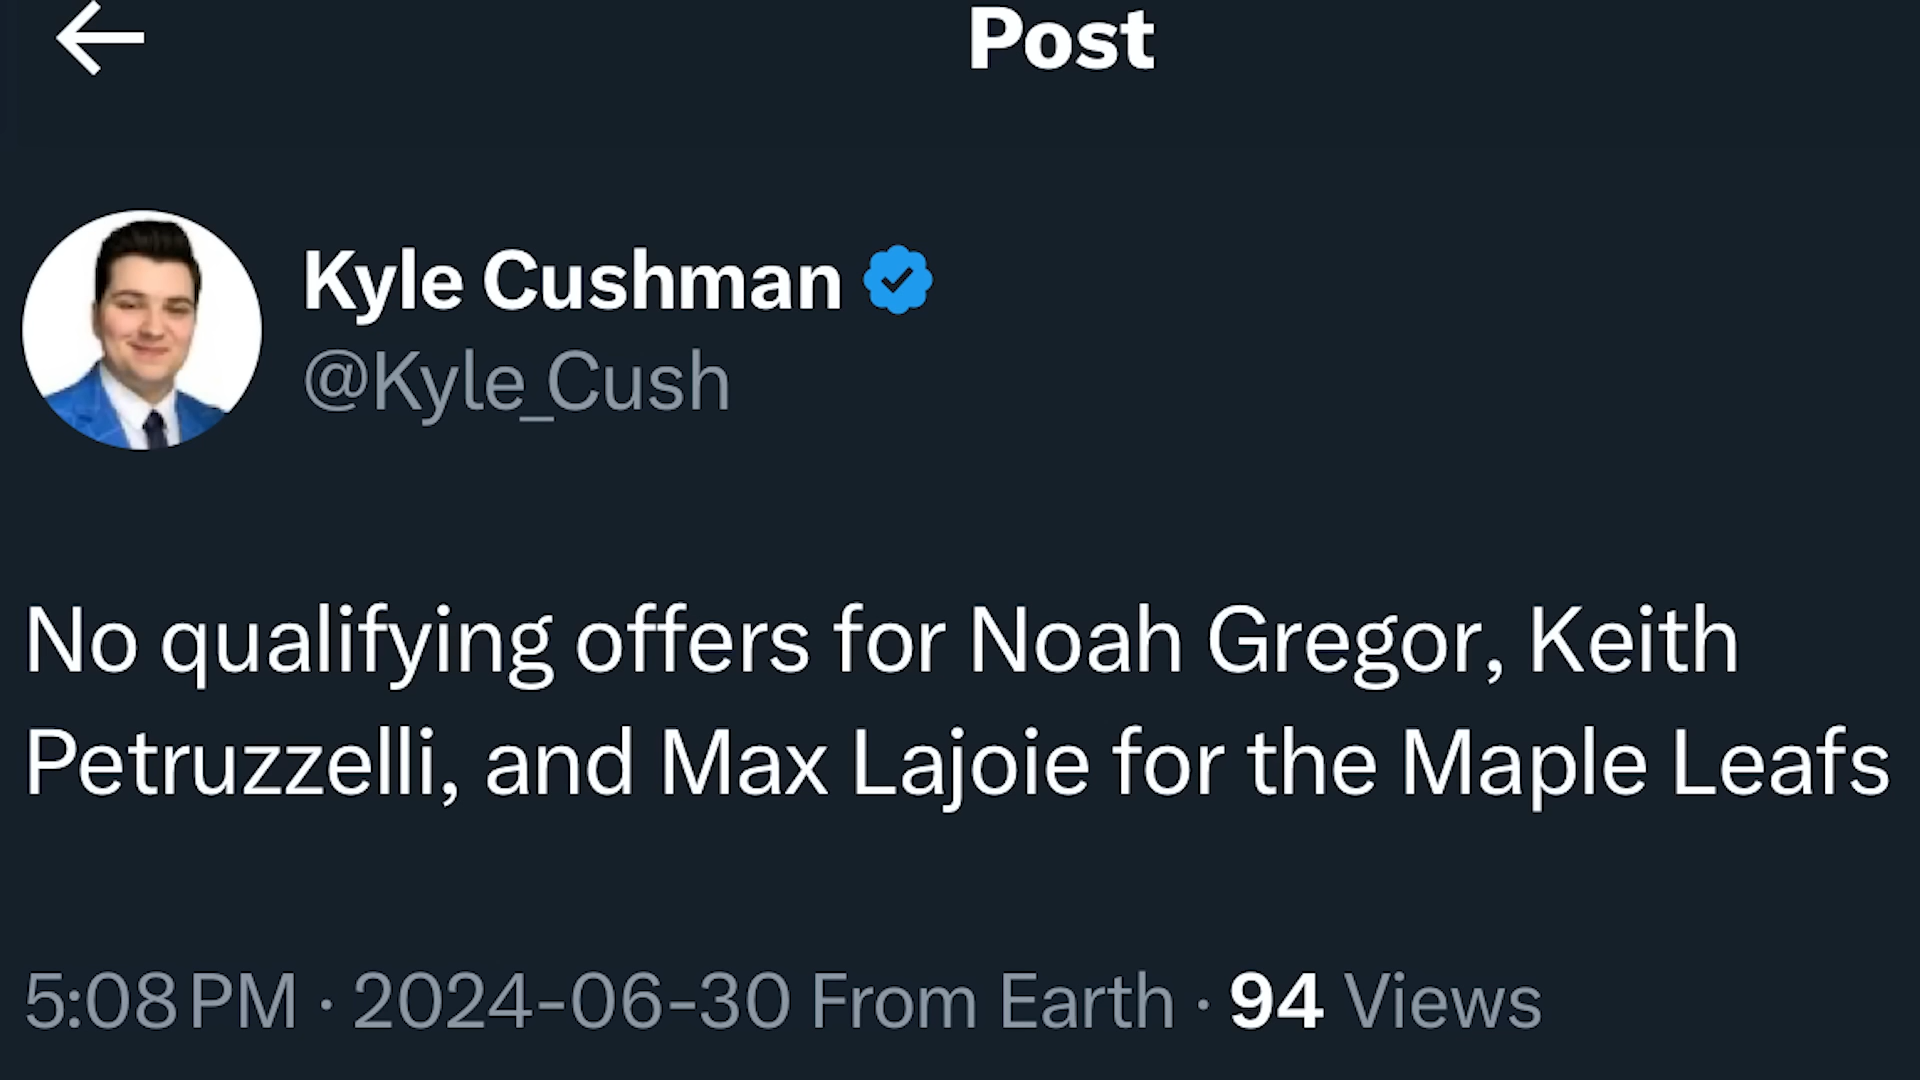 Post
Kyle Cushman
@Kyle_Cush
No qualifying offers for Noah Gregor, Keith
Petruzzelli, and Max Lajoie for the Maple Leafs
5:08 PM · 2024-06-30 From Earth · 94 Views